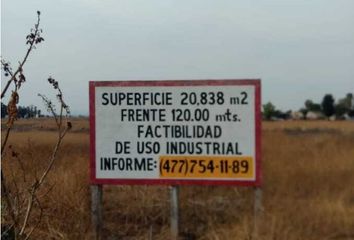 SUPERFICIE 20,838 m2
FRENTE 120.00 mts.
FACTIBILIDAD
DE USO INDUSTRIAL
INFORME: (477)754-11-89